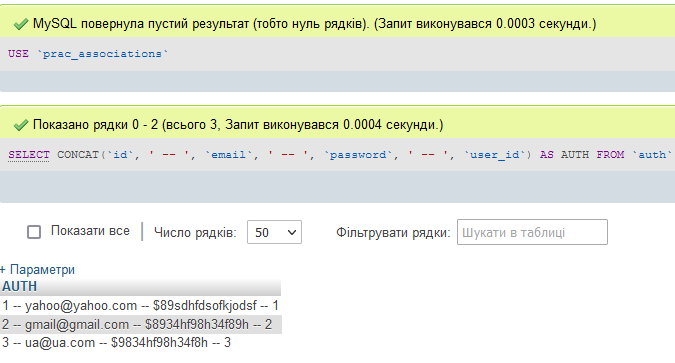 MySQL повернула пустий результат (тобто нуль рядків). (Запит виконувався 0.0003 секунди.)
USE `prac_associations`
Показано рядки 0 - 2 (всього 3, Запит виконувався 0.0004 секунди.)
SELECT CONCAT(`id`, ' -- ', `email`, ' -- ', `password`, ' -- ', `user_id`) AS AUTH FROM `auth`
Показати все Число рядків: 50 Фільтрувати рядки: Шукати в таблиці
+ Параметри
AUTH
1 -- yahoo@yahoo.com -- $89sdhfdsofkjodsf -- 1
2 -- gmail@gmail.com -- $8934hf98h34f89h -- 2
3 -- ua@ua.com -- $9834hf98h34f8h -- 3